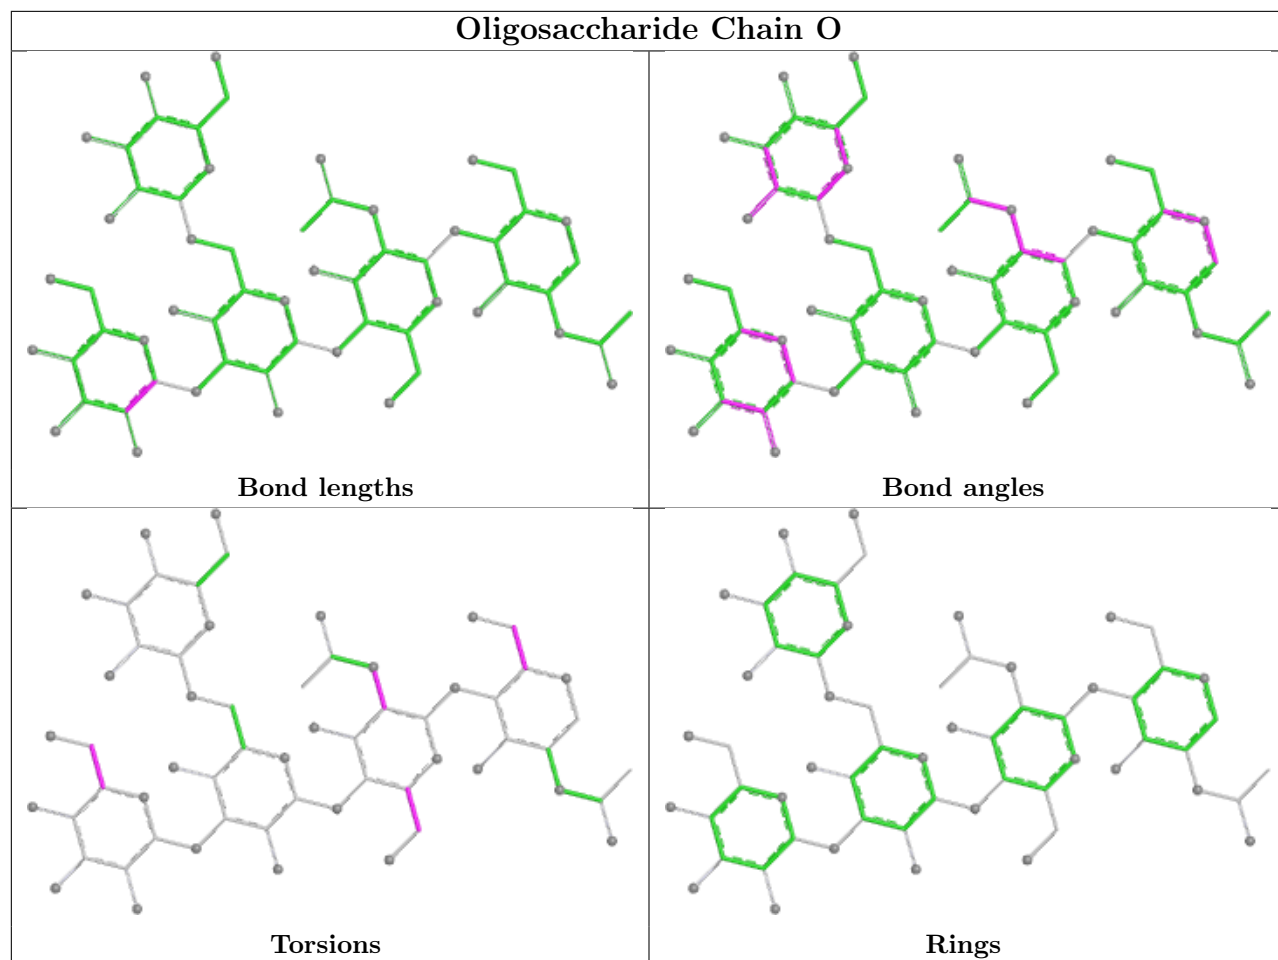 Oligosaccharide Chain O
Bond lengths
Bond angles
Torsions
Rings